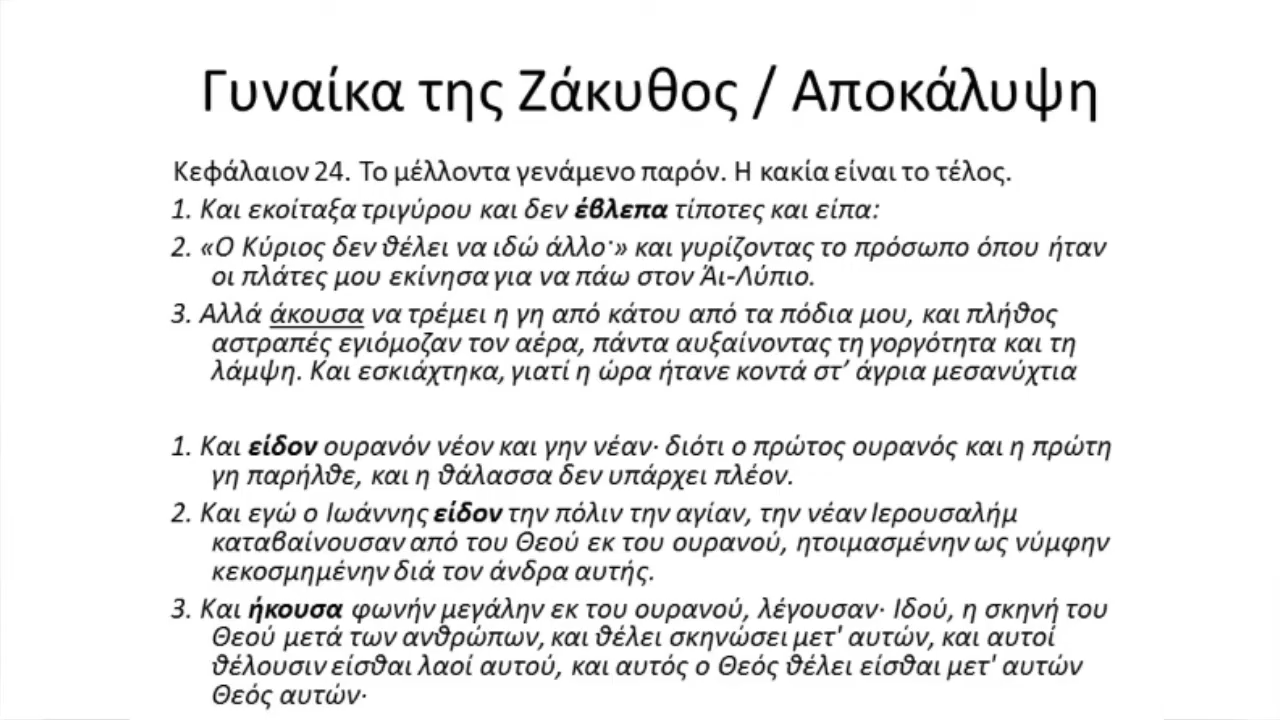 Γυναίκα της Ζάκυθος / Αποκάλυψη
Κεφάλαιον 24. Το μέλλοντα γενάμενο παρόν. Η κακία είναι το τέλος.
1. Και εκοίταξα τριγύρου και δεν έβλεπα τίποτες και είπα:
2. «Ο Κύριος δεν θέλει να ιδώ άλλο·» και γυρίζοντας το πρόσωπο όπου ήταν
οι πλάτες μου εκίνησα για να πάω στον Άι-Λύπιο.
3. Αλλά άκουσα να τρέμει η γη από κάτου από τα πόδια μου, και πλήθος
αστραπές εγιόμοζαν τον αέρα, πάντα αυξαίνοντας τη γοργότητα και τη
λάμψη. Και εσκιάχτηκα, γιατί η ώρα ήτανε κοντά στ’ άγρια μεσανύχτια
1. Και είδον ουρανόν νέον και γην νέαν· διότι ο πρώτος ουρανός και η πρώτη
γη παρήλθε, και η θάλασσα δεν υπάρχει πλέον.
2. Και εγώ ο Ιωάννης είδον την πόλιν την αγίαν, την νέαν Ιερουσαλήμ
καταβαίνουσαν από του Θεού εκ του ουρανού, ητοιμασμένην ως νύμφην
κεκοσμημένην διά τον άνδρα αυτής.
3. Και ήκουσα φωνήν μεγάλην εκ του ουρανού, λέγουσαν· Ιδού, η σκηνή του
Θεού μετά των ανθρώπων, και θέλει σκηνώσει μετ' αυτών, και αυτοί
θέλουσιν είσθαι λαοί αυτού, και αυτός ο Θεός θέλει είσθαι μετ' αυτών
Θεός αυτών·